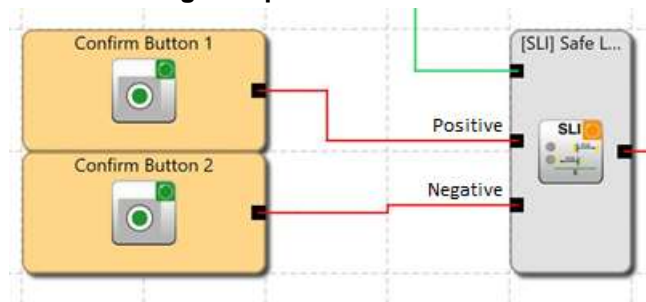 Confirm Button 1
[SLI] Safe L...
Positive
SLI
Confirm Button 2
Negative